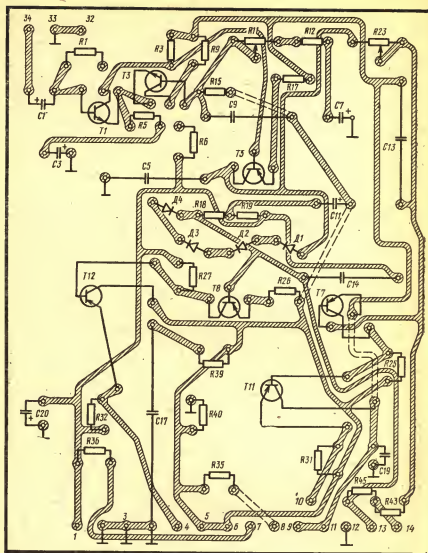 34 33 32
R1
R3
R9
R11
R12
R23
T3
R15
R17
C1
T1
R5
C9
C7
C3
R6
C13
C5
T3
Д4
R18 R19
C11
Д3
Д2
Д1
R27
T12
T8
R26
C14
T7
R39
R25
T11
C20
R32
C17
R40
R36
R35
R31
C19
R45
R43
10
1 3 4 5 6 7 8 9 11 12 13 14